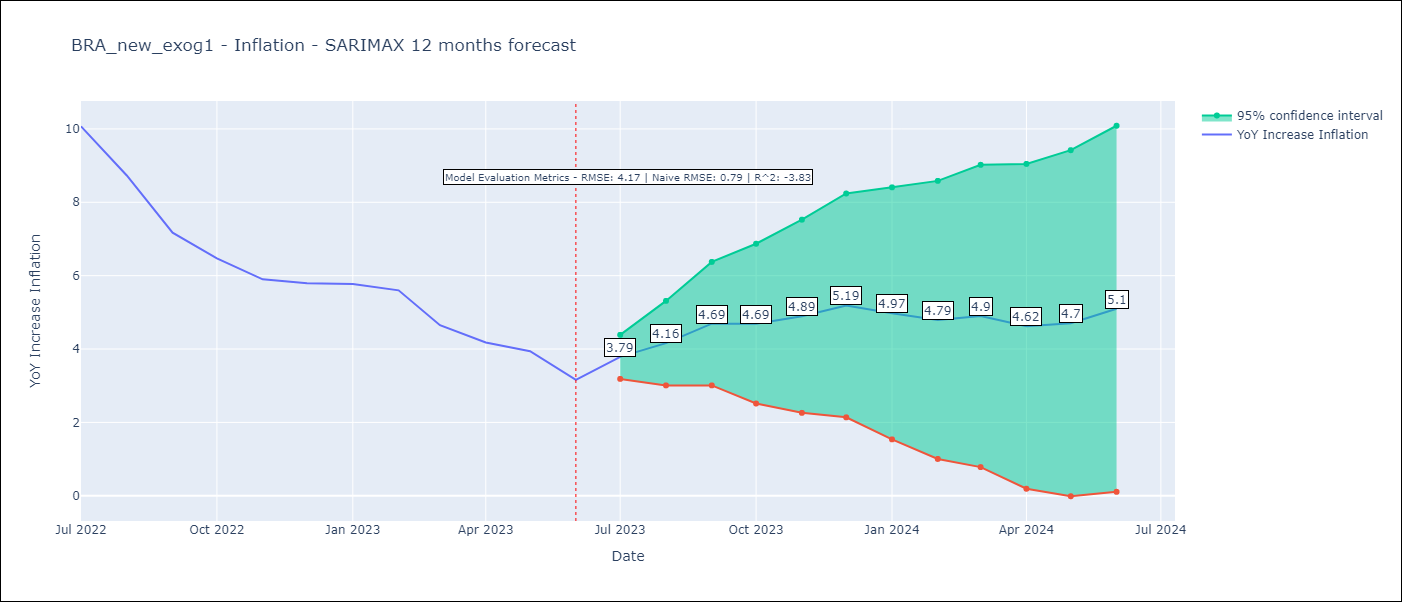 BRA_new_exog1 - Inflation - SARIMAX 12 months forecast
95% confidence interval
YoY Increase Inflation
Model Evaluation Metrics - RMSE: 4.17 | Naive RMSE: 0.79 | R^2: -3.83
YoY Increase Inflation
10
8
6
4
2
0
3.79
4.16
4.69
4.69
4.89
5.19
4.97
4.79
4.9
4.62
4.7
5.1
Jul 2022
Oct 2022
Jan 2023
Apr 2023
Jul 2023
Oct 2023
Jan 2024
Apr 2024
Jul 2024
Date